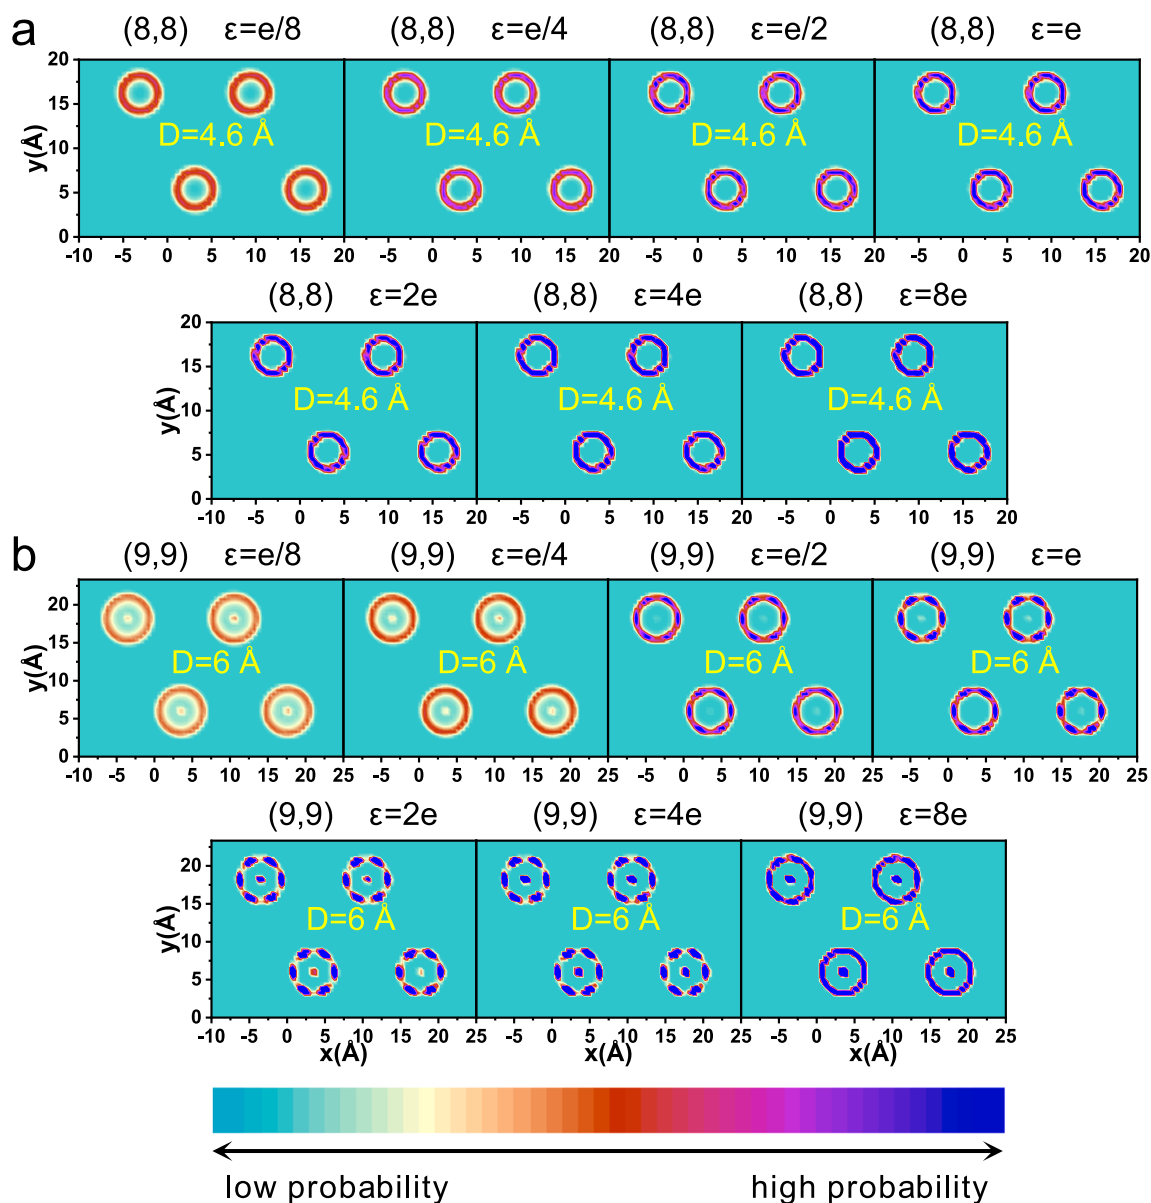 a
(8,8) ε=e/8 (8,8) ε=e/4 (8,8) ε=e/2 (8,8) ε=e
20
15
10
5
0
y(Å)
D=4.6 Å D=4.6 Å D=4.6 Å D=4.6 Å
-10 -5 0 5 10 15 20 -5 0 5 10 15 20 -5 0 5 10 15 20 -5 0 5 10 15 20
(8,8) ε=2e (8,8) ε=4e (8,8) ε=8e
20
15
10
5
0
y(Å)
D=4.6 Å D=4.6 Å D=4.6 Å
-10 -5 0 5 10 15 20 -5 0 5 10 15 20 -5 0 5 10 15 20
b
(9,9) ε=e/8 (9,9) ε=e/4 (9,9) ε=e/2 (9,9) ε=e
20
15
10
5
0
y(Å)
D=6 Å D=6 Å D=6 Å D=6 Å
-10 -5 0 5 10 15 20 25 -5 0 5 10 15 20 25 -5 0 5 10 15 20 25 -5 0 5 10 15 20 25
(9,9) ε=2e (9,9) ε=4e (9,9) ε=8e
20
15
10
5
0
y(Å)
D=6 Å D=6 Å D=6 Å
-10 -5 0 5 10 15 20 25 -5 0 5 10 15 20 25 -5 0 5 10 15 20 25
x(Å) x(Å) x(Å)
low probability high probability